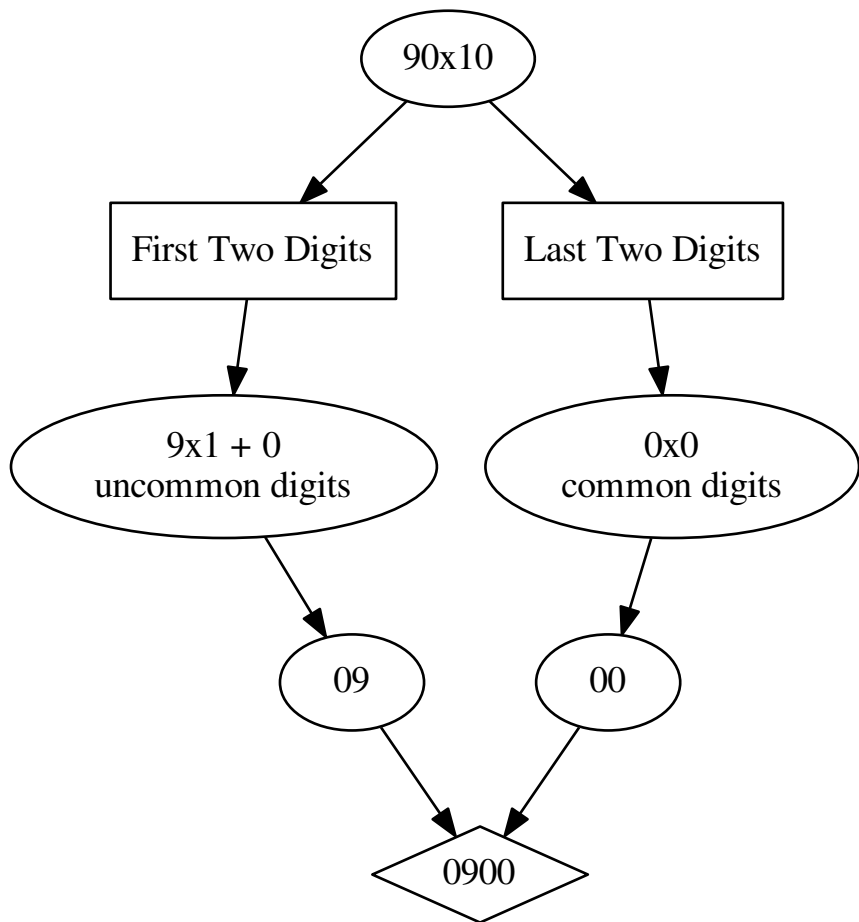 90x10
First Two Digits
Last Two Digits
9x1 + 0
uncommon digits
0x0
common digits
09
00
0900